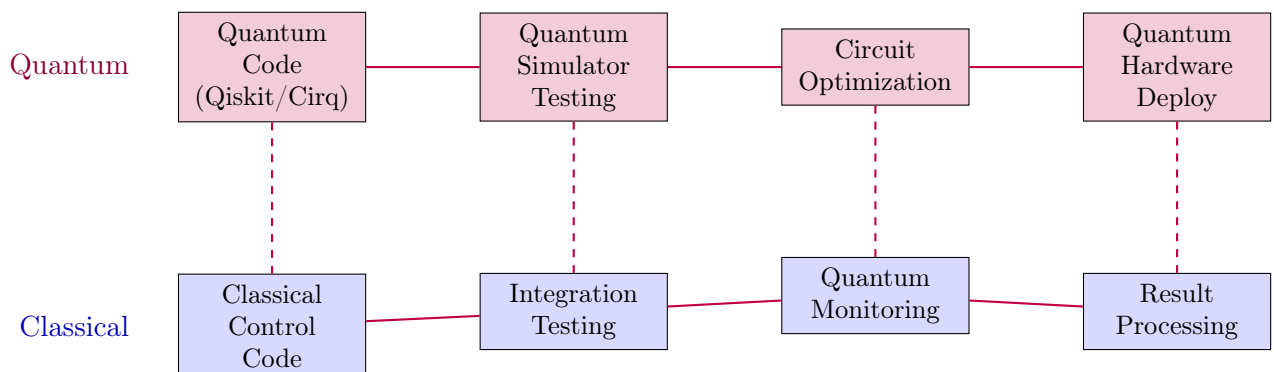 Quantum
Quantum
Code
(Qiskit/Cirq)
Quantum
Simulator
Testing
Circuit
Optimization
Quantum
Hardware
Deploy
Classical
Classical
Control
Code
Integration
Testing
Quantum
Monitoring
Result
Processing